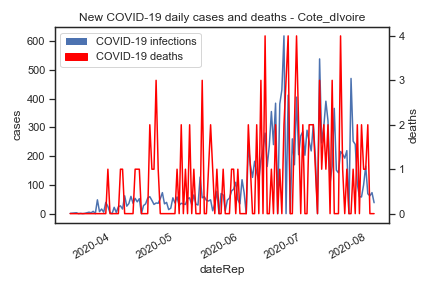 New COVID-19 daily cases and deaths - Cote_dIvoire
COVID-19 infections
COVID-19 deaths
cases
600
500
400
300
200
100
0
deaths
4
3
2
1
0
2020-04
2020-05
2020-06
2020-07
2020-08
dateRep